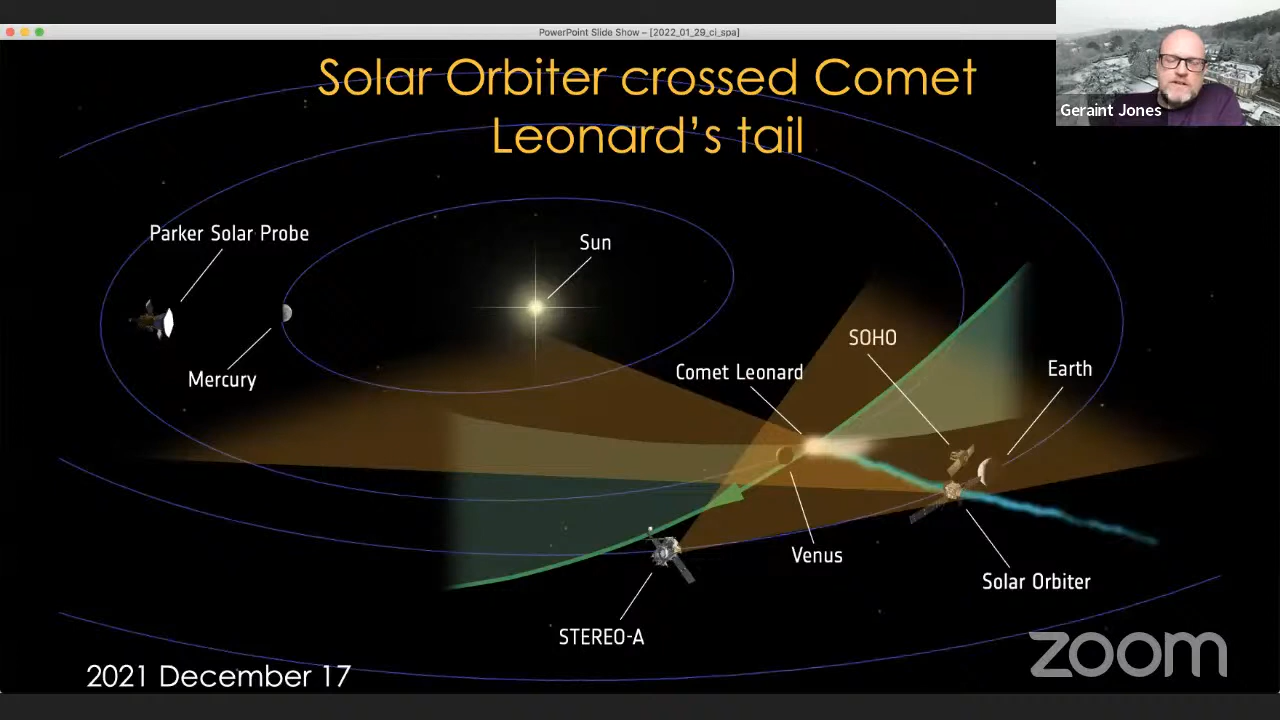 PowerPoint Slide Show – [2022_01_29_ci_spa]
Solar Orbiter crossed Comet
Leonard's tail
Geraint Jones
Parker Solar Probe
Sun
Mercury
SOHO
Comet Leonard
Earth
Venus
Solar Orbiter
STEREO-A
2021 December 17
zoom